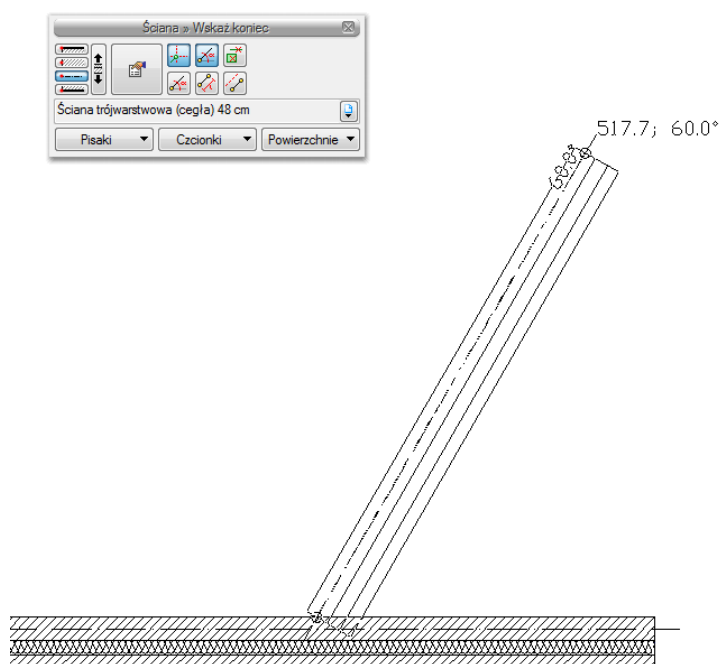 Ściana » Wskaż koniec
Ściana trójwarstwowa (cegła) 48 cm
Pisaki
Czcionki
Powierzchnie
517.7; 60.0°